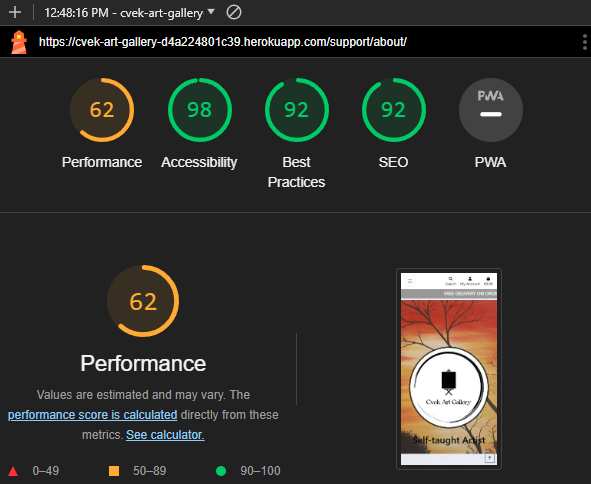 12:48:16 PM - cvek-art-gallery
https://cvek-art-gallery-d4a224801c39.herokuapp.com/support/about/
62 98 92 92 PWA
Performance Accessibility Best Practices SEO PWA
62
Performance
Values are estimated and may vary. The
performance score is calculated directly from these
metrics. See calculator.
0–49 50–89 90–100
Search My Account
FREE DELIVERY ON ORD
Cvek Art Gallery
Self-taught Artist